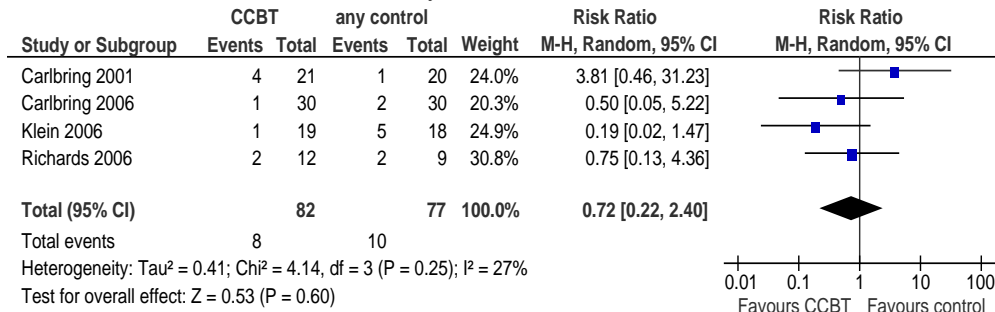 CCBT any control Risk Ratio Risk Ratio
Study or Subgroup Events Total Events Total Weight M-H, Random, 95% CI M-H, Random, 95% CI
Carlbring 2001 4 21 1 20 24.0% 3.81 [0.46, 31.23]
Carlbring 2006 1 30 2 30 20.3% 0.50 [0.05, 5.22]
Klein 2006 1 19 5 18 24.9% 0.19 [0.02, 1.47]
Richards 2006 2 12 2 9 30.8% 0.75 [0.13, 4.36]
Total (95% CI) 82 77 100.0% 0.72 [0.22, 2.40]
Total events 8 10
Heterogeneity: Tau² = 0.41; Chi² = 4.14, df = 3 (P = 0.25); I² = 27%
Test for overall effect: Z = 0.53 (P = 0.60)
0.01 0.1 1 10 100
Favours CCBT Favours control